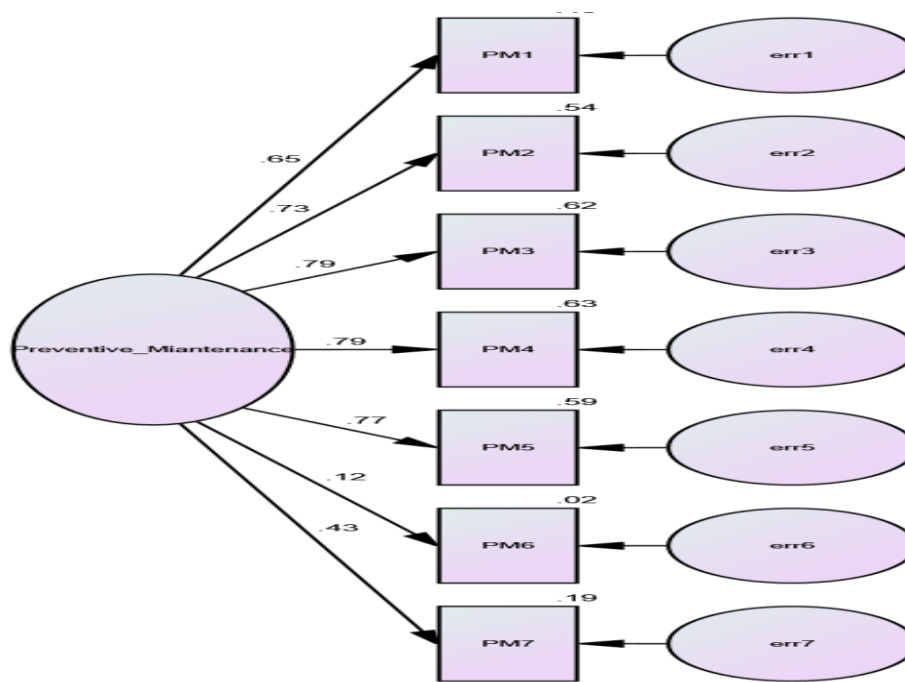 PM1
err1
.65
.54
PM2
err2
.73
.62
PM3
err3
.79
.63
Preventive_Miantenance
.79
PM4
err4
.59
.77
PM5
err5
.02
.12
PM6
err6
.19
.43
PM7
err7